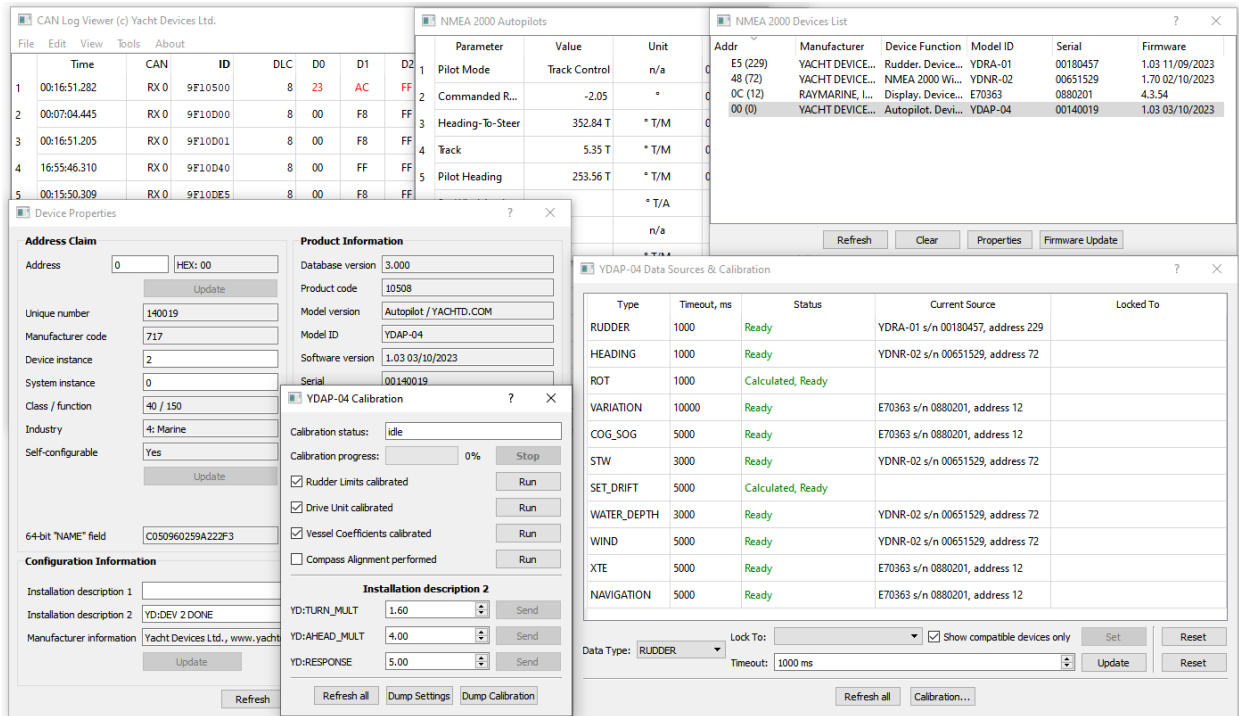 CAN Log Viewer (c) Yacht Devices Ltd.
File Edit View Tools About
Time CAN ID DLC D0 D1 D2
1 00:16:51.282 RX 0 9F10500 8 23 AC FF
2 00:07:04.445 RX 0 9F10D00 8 00 F8 FF
3 00:16:51.205 RX 0 9F10D01 8 00 F8 FF
4 16:55:46.310 RX 0 9F10D40 8 00 FF FF
5 00:15:50.309 RX 0 9F10DE5 8 00 F8 FF
NMEA 2000 Autopilots
Parameter Value Unit
1 Pilot Mode Track Control n/a
2 Commanded R... -2.05 °
3 Heading-To-Steer 352.84 T ° T/M
4 Track 5.35 T ° T/M
5 Pilot Heading 253.56 T ° T/M
° T/A
n/a
NMEA 2000 Devices List ? ×
Addr Manufacturer Device Function Model ID Serial Firmware
E5 (229) YACHT DEVICE... Rudder. Device... YDRA-01 00180457 1.03 11/09/2023
48 (72) YACHT DEVICE... NMEA 2000 Wi... YDNR-02 00651529 1.70 02/10/2023
0C (12) RAYMARINE, I... Display. Device... E70363 0880201 4.3.54
00 (0) YACHT DEVICE... Autopilot. Devi... YDAP-04 00140019 1.03 03/10/2023
Refresh Clear Properties Firmware Update
Device Properties ? ×
Address Claim
Address 0 HEX: 00
Update
Unique number 140019
Manufacturer code 717
Device instance 2
System instance 0
Class / function 40 / 150
Industry 4: Marine
Self-configurable Yes
Update
64-bit "NAME" field C050960259A222F3
Configuration Information
Installation description 1
Installation description 2 YD:DEV 2 DONE
Manufacturer information Yacht Devices Ltd., www.yacht
Update
Refresh
Product Information
Database version 3.000
Product code 10508
Model version Autopilot / YACHTD.COM
Model ID YDAP-04
Software version 1.03 03/10/2023
Serial 00140019
YDAP-04 Calibration ? ×
Calibration status: idle
Calibration progress: 0% Stop
Rudder Limits calibrated Run
Drive Unit calibrated Run
Vessel Coefficients calibrated Run
Compass Alignment performed Run
Installation description 2
YD:TURN_MULT 1.60 Send
YD:AHEAD_MULT 4.00 Send
YD:RESPONSE 5.00 Send
Refresh all Dump Settings Dump Calibration
YDAP-04 Data Sources & Calibration ? ×
Type Timeout, ms Status Current Source Locked To
RUDDER 1000 Ready YDRA-01 s/n 00180457, address 229
HEADING 1000 Ready YDNR-02 s/n 00651529, address 72
ROT 1000 Calculated, Ready
VARIATION 10000 Ready E70363 s/n 0880201, address 12
COG_SOG 5000 Ready E70363 s/n 0880201, address 12
STW 3000 Ready YDNR-02 s/n 00651529, address 72
SET_DRIFT 5000 Calculated, Ready
WATER_DEPTH 3000 Ready YDNR-02 s/n 00651529, address 72
WIND 5000 Ready YDNR-02 s/n 00651529, address 72
XTE 5000 Ready E70363 s/n 0880201, address 12
NAVIGATION 5000 Ready E70363 s/n 0880201, address 12
Data Type: RUDDER Lock To: Show compatible devices only Set Reset
Timeout: 1000 ms Update Reset
Refresh all Calibration...